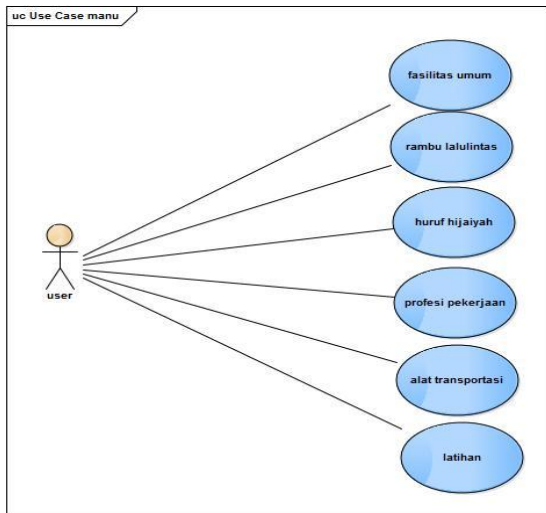 uc Use Case manu
fasilitas umum
rambu lalulintas
huruf hijaiyah
user
profesi pekerjaan
alat transportasi
latihan